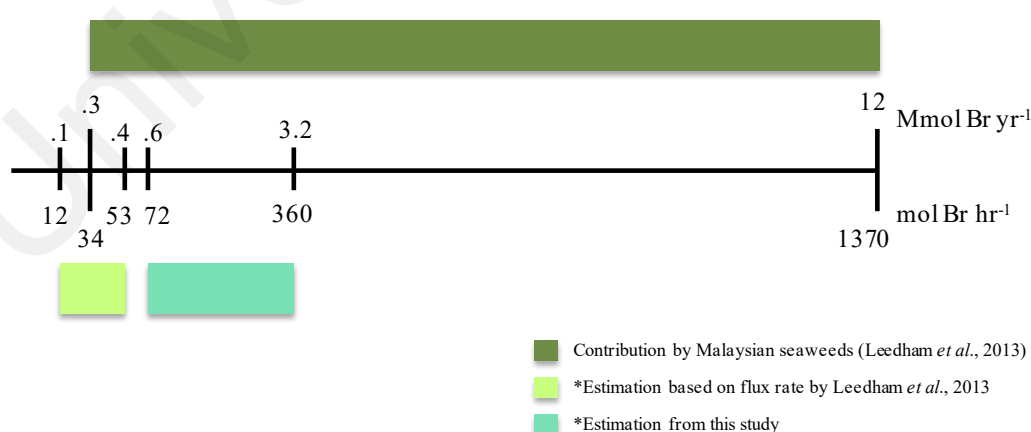 Unive
.3
12
.1 .4 .6 3.2
Mmol Br yr-1
12 53 72 360
mol Br hr-1
34
1370
Contribution by Malaysian seaweeds (Leedham et al., 2013)
*Estimation based on flux rate by Leedham et al., 2013
*Estimation from this study